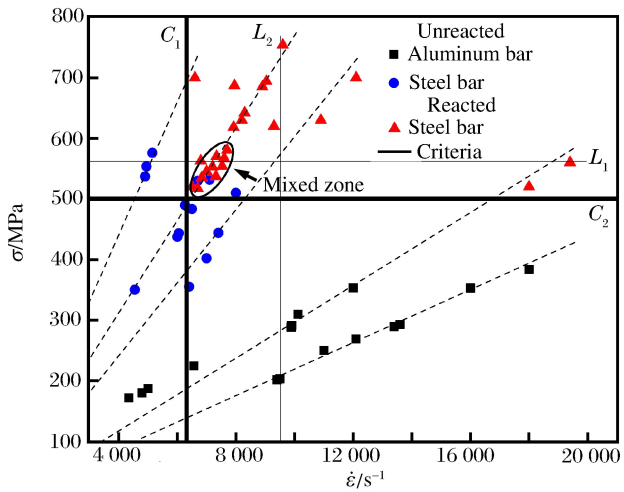 800
700
600
500
400
300
200
100
σ/MPa
C1
L2
Unreacted
Aluminum bar
Steel bar
Reacted
Steel bar
Criteria
Mixed zone
L1
C2
4 000 8 000 12 000 16 000 20 000
ε̇/s⁻¹